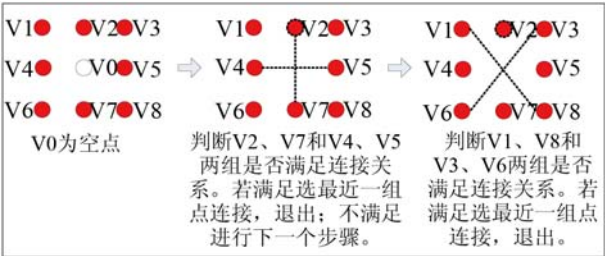 V1 V2 V3
V4 V0 V5
V6 V7 V8
V0为空点
V1 V2 V3
V4 V5
V6 V7 V8
判断V2、V7和V4、V5
两组是否满足连接关
系。若满足选最近一组
点连接，退出；不满足
进行下一个步骤。
V1 V2 V3
V4 V5
V6 V7 V8
判断V1、V8和
V3、V6两组是否
满足连接关系。若
满足选最近一组点
连接，退出。